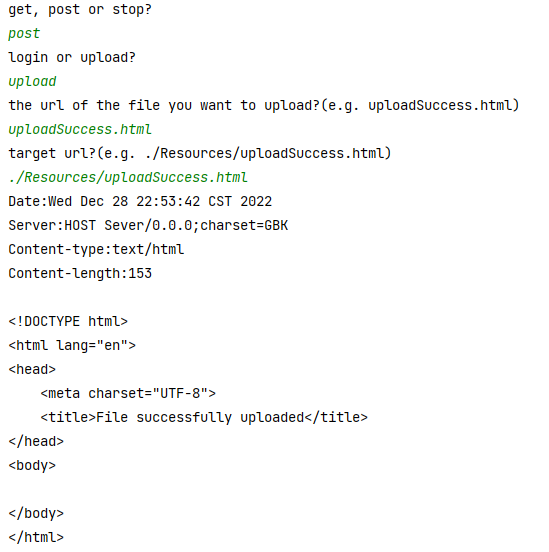 get, post or stop?
post
login or upload?
upload
the url of the file you want to upload?(e.g. uploadSuccess.html)
uploadSuccess.html
target url?(e.g. ./Resources/uploadSuccess.html)
./Resources/uploadSuccess.html
Date:Wed Dec 28 22:53:42 CST 2022
Server:HOST Sever/0.0.0;charset=GBK
Content-type:text/html
Content-length:153

<!DOCTYPE html>
<html lang="en">
<head>
    <meta charset="UTF-8">
    <title>File successfully uploaded</title>
</head>
<body>

</body>
</html>